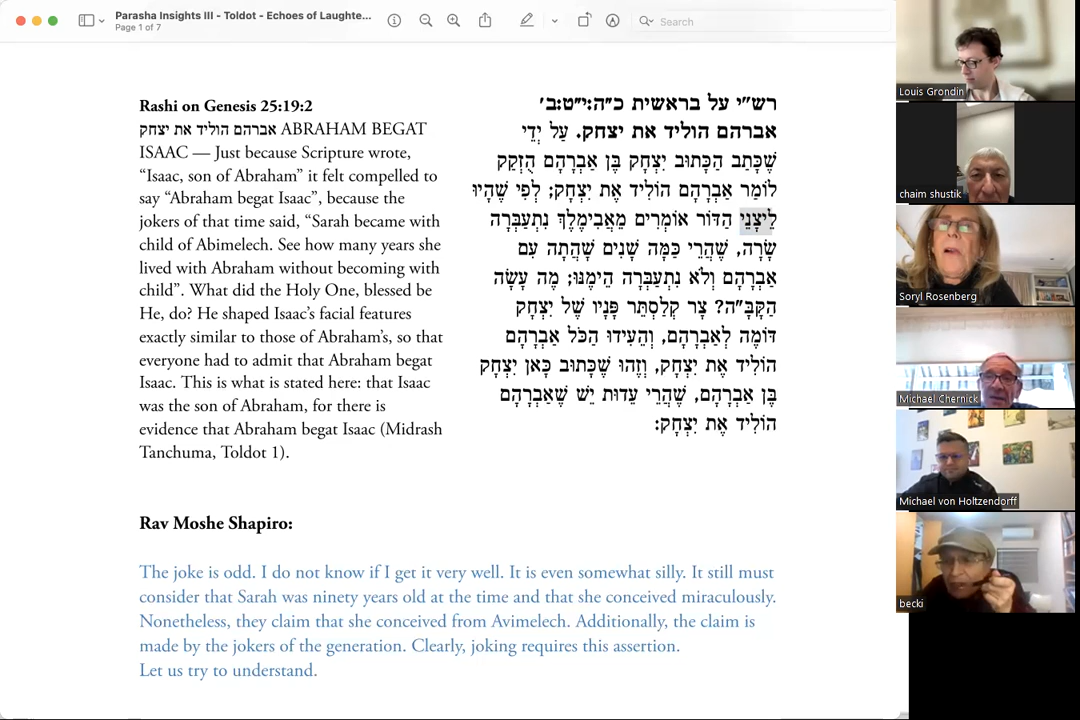 Parasha Insights III - Toldot - Echoes of Laughte...
Page 1 of 7
Search
Rashi on Genesis 25:19:2
אברהם הוליד את יצחק ABRAHAM BEGAT
ISAAC — Just because Scripture wrote,
“Isaac, son of Abraham” it felt compelled to
say “Abraham begat Isaac”, because the
jokers of that time said, “Sarah became with
child of Abimelech. See how many years she
lived with Abraham without becoming with
child”. What did the Holy One, blessed be
He, do? He shaped Isaac’s facial features
exactly similar to those of Abraham’s, so that
everyone had to admit that Abraham begat
Isaac. This is what is stated here: that Isaac
was the son of Abraham, for there is
evidence that Abraham begat Isaac (Midrash
Tanchuma, Toldot 1).
רש״י על בראשית כ״ה:י״ט:ב׳
אברהם הוליד את יצחק. עַל יְדֵי
שֶׁכָּתַב הַכָּתוּב יִצְחָק בֶּן אַבְרָהָם הֻזְקַק
לוֹמַר אַבְרָהָם הוֹלִיד אֶת יִצְחָק; לְפִי שֶׁהָיוּ
לֵיצָנֵי הַדּוֹר אוֹמְרִים מֵאֲבִימֶלֶךְ נִתְעַבְּרָה
שָׂרָה, שֶׁהֲרֵי כַּמָּה שָׁנִים שָׁהֲתָה עִם
אַבְרָהָם וְלֹא נִתְעַבְּרָה הֵימֶנּוּ; מֶה עָשָׂה
הַקָּבָּ״ה? צָר קְלַסְתֵּר פָּנָיו שֶׁל יִצְחָק
דּוֹמֶה לְאַבְרָהָם, וְהֵעִידוּ הַכֹּל אַבְרָהָם
הוֹלִיד אֶת יִצְחָק, וְזֶהוּ שֶׁכָּתוּב כָּאן יִצְחָק
בֶּן אַבְרָהָם, שֶׁהֲרֵי עֵדוּת יֵשׁ שֶׁאַבְרָהָם
הוֹלִיד אֶת יִצְחָק:
Rav Moshe Shapiro:
The joke is odd. I do not know if I get it very well. It is even somewhat silly. It still must
consider that Sarah was ninety years old at the time and that she conceived miraculously.
Nonetheless, they claim that she conceived from Avimelech. Additionally, the claim is
made by the jokers of the generation. Clearly, joking requires this assertion.
Let us try to understand.
Louis Grondin
chaim shustik
Soryl Rosenberg
Michael Chernick
Michael von Holtzendorff
becki